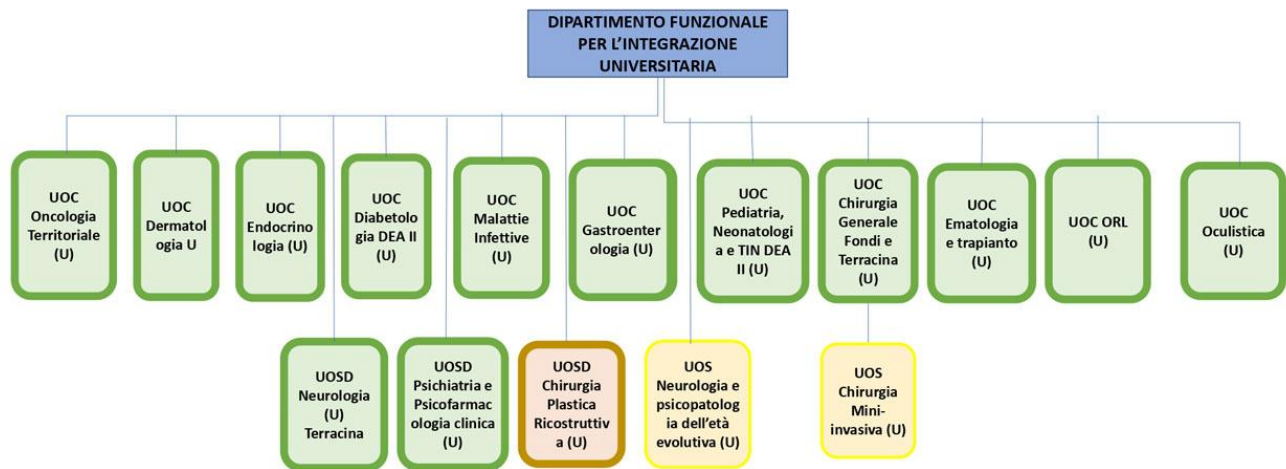 DIPARTIMENTO FUNZIONALE
PER L’INTEGRAZIONE
UNIVERSITARIA
UOC
Oncologia
Territoriale
(U)
UOC
Dermatol
ogia U
UOC
Endocrino
logia (U)
UOC
Diabetolo
gia DEA II
(U)
UOC
Malattie
Infettive
(U)
UOC
Gastroenter
ologia (U)
UOC
Pediatria,
Neonatologi
a e TIN DEA
II (U)
UOC
Chirurgia
Generale
Fondi e
Terracina
(U)
UOC
Ematologia
e trapianto
(U)
UOC ORL
(U)
UOC
Oculistica
(U)
UOSD
Neurologia
(U)
Terracina
UOSD
Psichiatria e
Psicofarmac
ologia clinica
(U)
UOSD
Chirurgia
Plastica
Ricostruttiv
a (U)
UOS
Neurologia e
psicopatolog
ia dell’età
evolutiva (U)
UOS
Chirurgia
Mini-
invasiva (U)